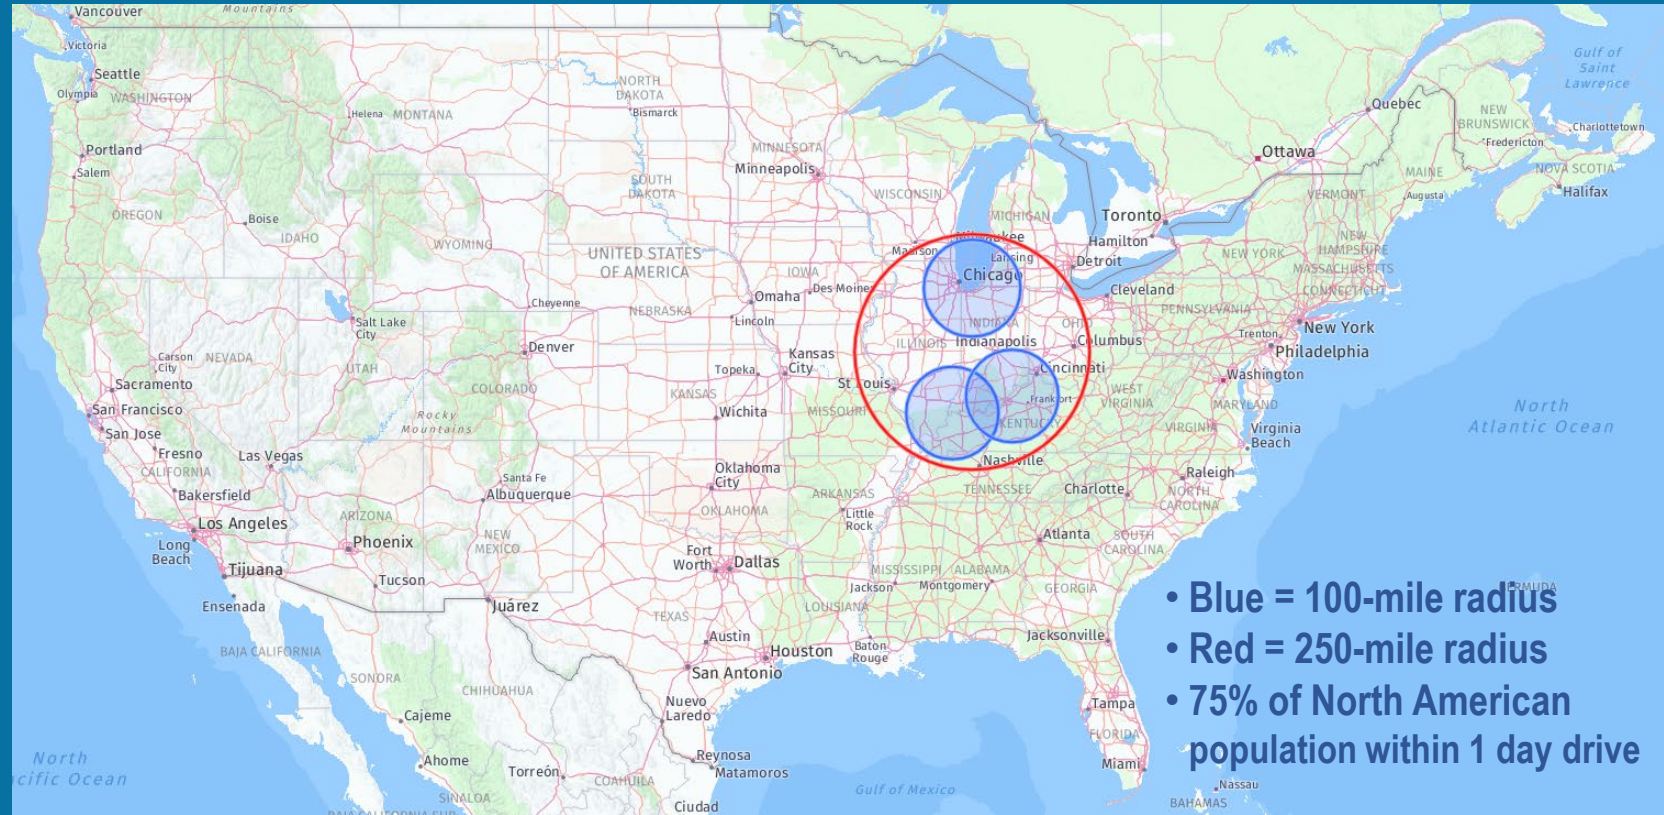 Vancouver
Mountains
Victoria
Seattle
Olympia
WASHINGTON
Helena
MONTANA
NORTH
DAKOTA
Bismarck
Quebec
Gulf of
Saint
Lawrence
NEW
BRUNSWICK
Charlottetown
Fredericton
Portland
Salem
MINNESOTA
Minneapolis
Ottawa
MAINE
NOVA SCOTIA
Halifax
Augusta
VERMONT
SOUTH
DAKOTA
WISCONSIN
MICHIGAN
Toronto
OREGON
Boise
IDAHO
WYOMING
UNITED STATES
OF AMERICA
Hamilton
NEW YORK
NEW
HAMPSHIRE
MASSACHUSETTS
CONNECTICUT
Madison
Milwaukee
Lansing
Detroit
Chicago
IOWA
Des Moines
Omaha
Cleveland
PENNSYLVANIA
Cheyenne
NEBRASKA
Lincoln
Salt Lake
City
INDIANA
OHIO
Trenton
New York
Philadelphia
ILLINOIS
Indianapolis
Columbus
Carson
City
NEVADA
UTAH
Denver
Topeka
Kansas
City
Cincinnati
Washington
Sacramento
COLORADO
KANSAS
St Louis
Frankfort
WEST
VIRGINIA
MARYLAND
San Francisco
San Jose
Rocky
Mountains
Wichita
MISSOURI
KENTUCKY
VIRGINIA
Virginia
Beach
North
Atlantic Ocean
Fresno
Las Vegas
CALIFORNIA
Bakersfield
Santa Fe
Albuquerque
Oklahoma
City
OKLAHOMA
ARKANSAS
Little
Rock
Nashville
TENNESSEE
Charlotte
Raleigh
NORTH
CAROLINA
Los Angeles
Long
Beach
ARIZONA
Phoenix
NEW
MEXICO
Atlanta
SOUTH
CAROLINA
Tijuana
Tucson
Fort
Worth
Dallas
MISSISSIPPI
ALABAMA
Jackson
Montgomery
GEORGIA
BERMUDA
Ensenada
Juárez
TEXAS
LOUISIANA
• Blue = 100-mile radius
• Red = 250-mile radius
• 75% of North American
population within 1 day drive
BAJA CALIFORNIA
SONORA
CHIHUAHUA
Austin
Houston
San Antonio
Baton
Rouge
Jacksonville
Cajeme
Nuevo
Laredo
Tampa
FLORIDA
Miami
North
cific Ocean
Ahome
Torreón
COAHUILA
Reynosa
Matamoros
Gulf of Mexico
Nassau
BAHAMAS
SINALOA
Ciudad
BAJA CALIFORNIA SUR